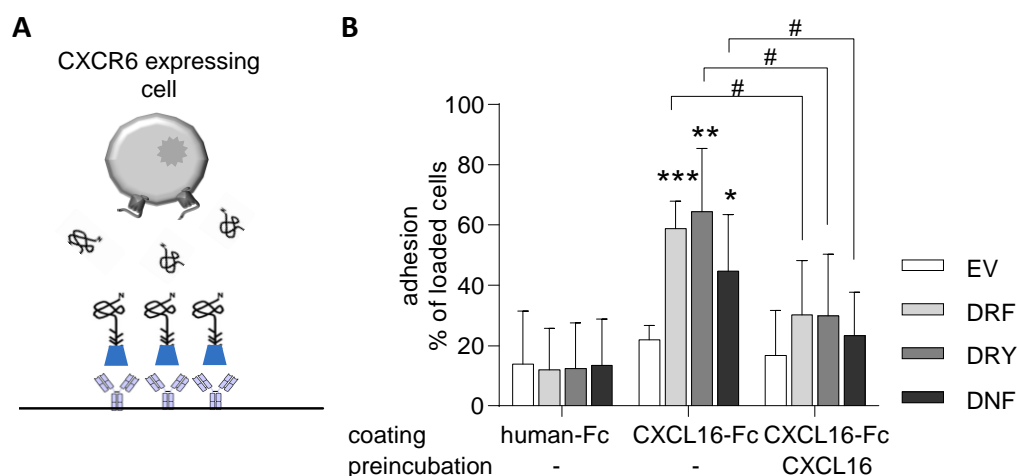 A
CXCR6 expressing
cell
N
N
N
B
#
#
#
adhesion
% of loaded cells
100
80
60
40
20
0
***
**
*
EV
DRF
DRY
DNF
coating human-Fc CXCL16-Fc CXCL16-Fc
preincubation - - CXCL16